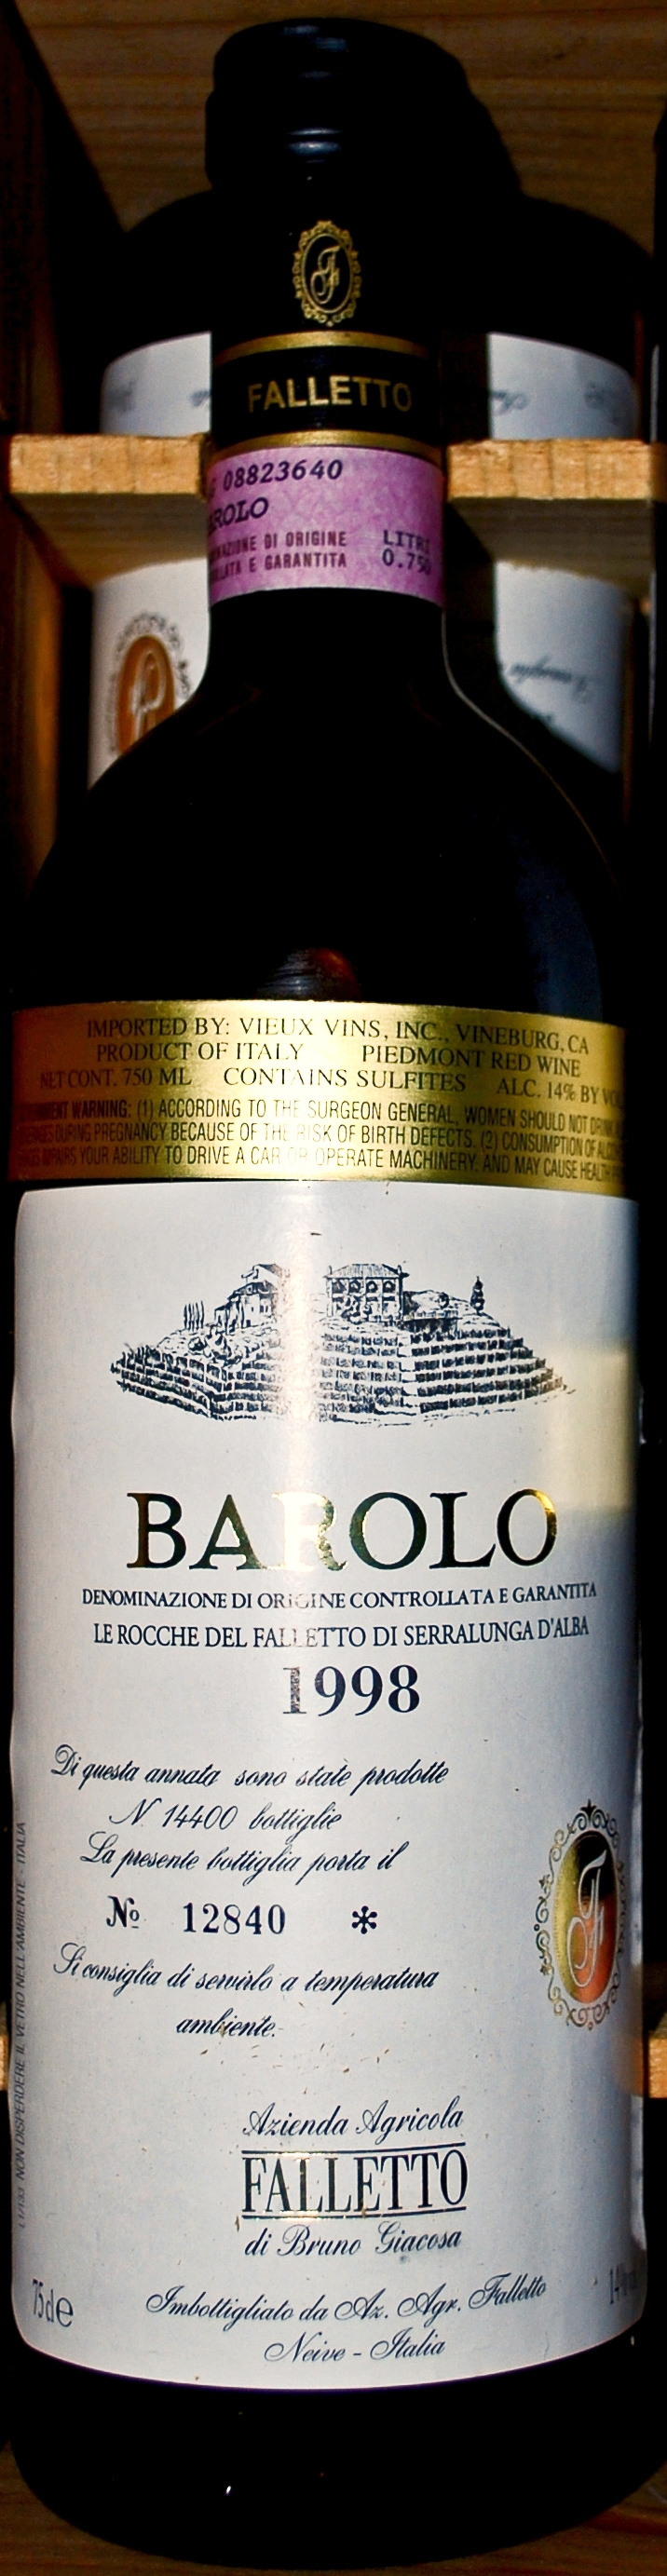 FALLETTO
08823640
LITRI
DI ORIGINE
0.750
E GARANTITA
IMPORTED BY: VIEUX VINS, INC., VINEBURG, CA
PRODUCT OF ITALY PIEDMONT RED WINE
NET CONT. 750 ML CONTAINS SULFITES ALC. 14% BY
WARNING: (1) ACCORDING TO THE SURGEON GENERAL, WOMEN SHOULD NOT
DURING PREGNANCY BECAUSE OF THE RISK OF BIRTH DEFECTS. (2) CONSUMPTION OF
IMPAIRS YOUR ABILITY TO DRIVE A CAR OR OPERATE MACHINERY, AND MAY CAUSE
BAROLO
DENOMINAZIONE DI ORIGINE CONTROLLATA E GARANTITA
LE ROCCHE DEL FALLETTO DI SERRALUNGA D'ALBA
1998
Di questa annata sono state prodotte
N. 14400 bottiglie
La presente bottiglia porta il
No 12840 *
Si consiglia di servirlo a temperatura
ambiente.
NON DISPERDERE IL VETRO NELL'AMBIENTE - ITALIA
Azienda Agricola
FALLETTO
di Bruno Giacosa
75cl e
Imbottigliato da Az. Agr. Falletto
Neive - Italia